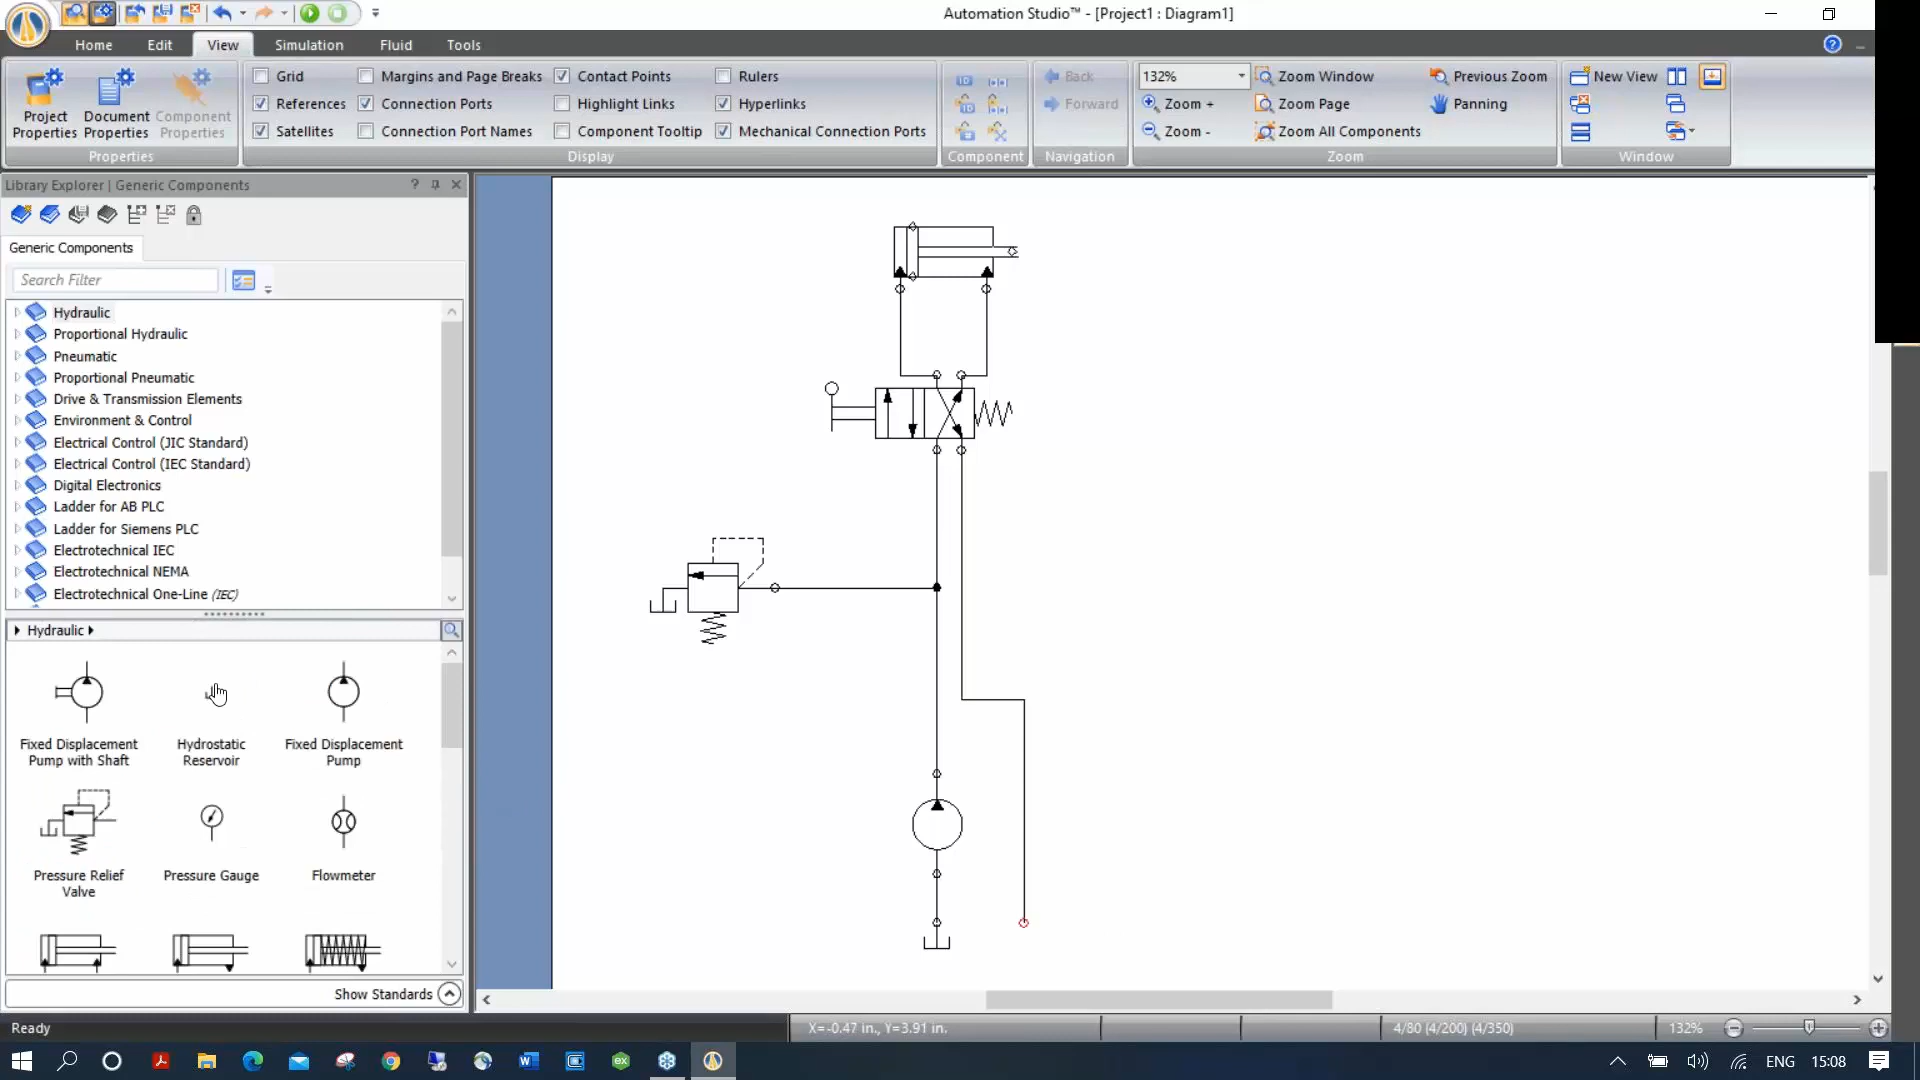 Automation Studio™ - [Project1 : Diagram1]
Home Edit View Simulation Fluid Tools
Project Properties
Document Properties
Component Properties
Properties
Grid Margins and Page Breaks Contact Points Rulers
References Connection Ports Highlight Links Hyperlinks
Satellites Connection Port Names Component Tooltip Mechanical Connection Ports
Display
Component
Back
Forward
Navigation
132% Zoom Window Previous Zoom
Zoom + Zoom Page Panning
Zoom - Zoom All Components
Zoom
New View
Window
Library Explorer | Generic Components
Generic Components
Search Filter
Hydraulic
Proportional Hydraulic
Pneumatic
Proportional Pneumatic
Drive & Transmission Elements
Environment & Control
Electrical Control (JIC Standard)
Electrical Control (IEC Standard)
Digital Electronics
Ladder for AB PLC
Ladder for Siemens PLC
Electrotechnical IEC
Electrotechnical NEMA
Electrotechnical One-Line (IEC)
Hydraulic
Fixed Displacement Pump with Shaft
Hydrostatic Reservoir
Fixed Displacement Pump
Pressure Relief Valve
Pressure Gauge
Flowmeter
Show Standards
Ready X=-0.47 in., Y=3.91 in. 4/80 (4/200) (4/350) 132%
ENG 15:08